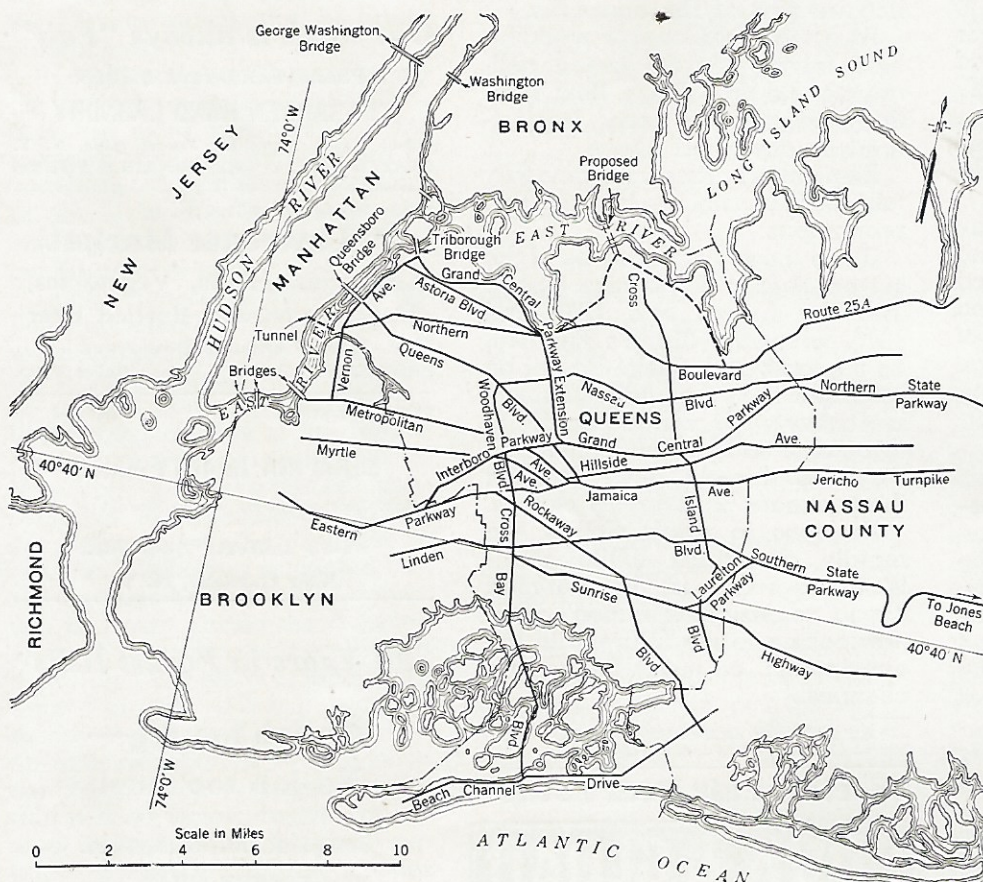 George Washington
Bridge
Washington
Bridge
BRONX
LONG ISLAND SOUND
N
NEW JERSEY
HUDSON RIVER
74°0' W
MANHATTAN
Queensboro
Bridge
Proposed
Bridge
EAST RIVER
Triborough
Bridge
Ave.
Grand
Central
Astoria Blvd
Cross
Route 25A
Tunnel
RIVER
Northern
Queens
Parkway Extension
Boulevard
Bridges
EAST
Vernon
Woodhaven
Blvd.
Nassau
Blvd.
QUEENS
Parkway
Northern State
Parkway
Metropolitan
Myrtle
Interboro
Parkway
Grand
Central
Ave.
Hillside
Ave.
40°40' N
Blvd
Ave.
Jamaica
Ave.
Jericho Turnpike
Eastern
Parkway
Cross
Rockaway
Island
NASSAU
COUNTY
Linden
Blvd.
Laurelton
Parkway
Southern
State
Parkway
RICHMOND
BROOKLYN
Bay
Sunrise
To Jones
Beach
40°40' N
Blvd
Highway
Blvd
Blvd
74°0' W
Beach
Channel
Drive
Scale in Miles
0 2 4 6 8 10
ATLANTIC OCEAN